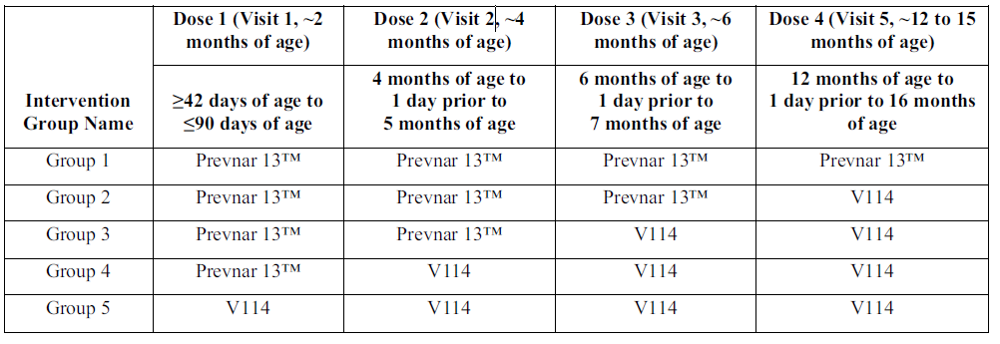 Dose 1 (Visit 1, ~2 months of age)
Dose 2 (Visit 2, ~4 months of age)
Dose 3 (Visit 3, ~6 months of age)
Dose 4 (Visit 5, ~12 to 15 months of age)
Intervention Group Name
≥42 days of age to ≤90 days of age
4 months of age to 1 day prior to 5 months of age
6 months of age to 1 day prior to 7 months of age
12 months of age to 1 day prior to 16 months of age
Group 1 Prevnar 13™ Prevnar 13™ Prevnar 13™ Prevnar 13™
Group 2 Prevnar 13™ Prevnar 13™ Prevnar 13™ V114
Group 3 Prevnar 13™ Prevnar 13™ V114 V114
Group 4 Prevnar 13™ V114 V114 V114
Group 5 V114 V114 V114 V114